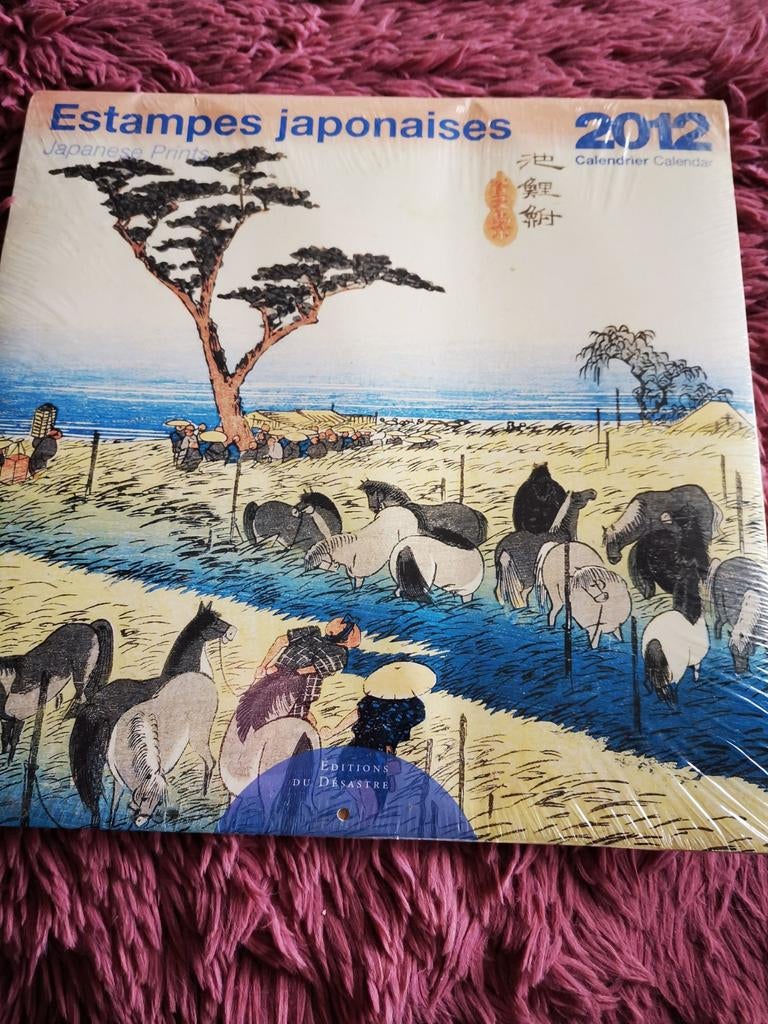 Estampes japonaises
Japanese Prints
2012
Calendrier Calendar
池鯉鮒
EDITIONS
DU DÉSASTRE